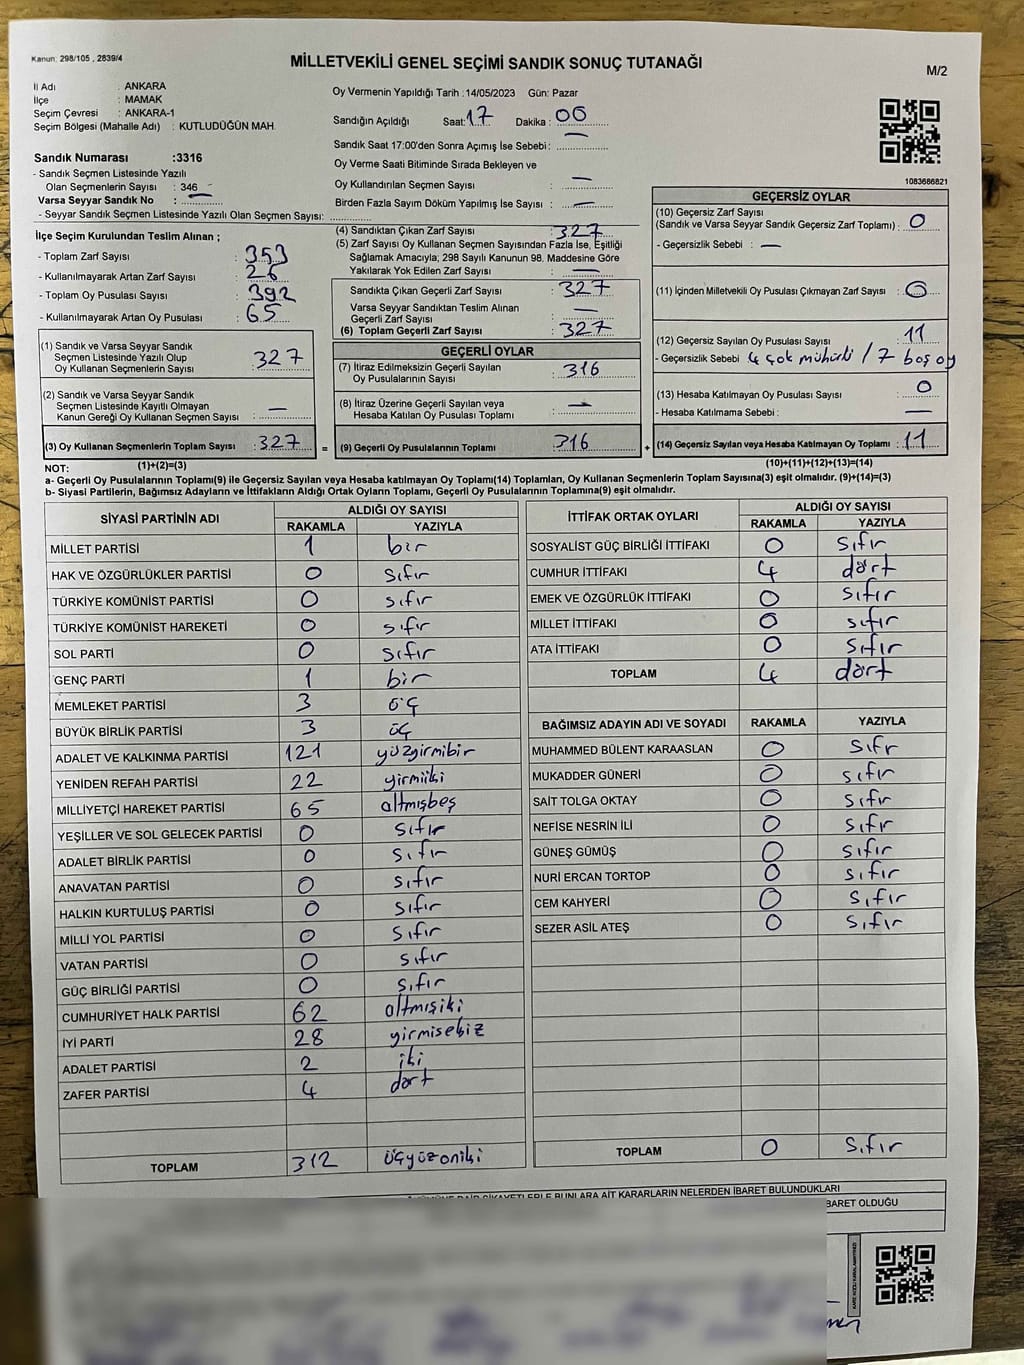 Kanun: 298/105 , 2839/4
MİLLETVEKİLİ GENEL SEÇİMİ SANDIK SONUÇ TUTANAĞI
M/2
İl Adı : ANKARA
İlçe : MAMAK
Seçim Çevresi : ANKARA-1
Seçim Bölgesi (Mahalle Adı) : KUTLUDÜĞÜN MAH.
Sandık Numarası :3316
- Sandık Seçmen Listesinde Yazılı
Olan Seçmenlerin Sayısı : 346
Varsa Seyyar Sandık No : —
- Seyyar Sandık Seçmen Listesinde Yazılı Olan Seçmen Sayısı:
Oy Vermenin Yapıldığı Tarih :14/05/2023 Gün: Pazar
Sandığın Açıldığı Saat: 17 Dakika : 00
Sandık Saat 17:00'den Sonra Açımış İse Sebebi : —
Oy Verme Saati Bitiminde Sırada Bekleyen ve
Oy Kullandırılan Seçmen Sayısı : —
Birden Fazla Sayım Döküm Yapılmış İse Sayısı : —
1083686821
İlçe Seçim Kurulundan Teslim Alınan ;
- Toplam Zarf Sayısı : 353
- Kullanılmayarak Artan Zarf Sayısı : 26
- Toplam Oy Pusulası Sayısı : 392
- Kullanılmayarak Artan Oy Pusulası : 65
(4) Sandıktan Çıkan Zarf Sayısı : 327
(5) Zarf Sayısı Oy Kullanan Seçmen Sayısından Fazla İse, Eşitliği
Sağlamak Amacıyla; 298 Sayılı Kanunun 98. Maddesine Göre
Yakılarak Yok Edilen Zarf Sayısı : —
Sandıkta Çıkan Geçerli Zarf Sayısı : 327
Varsa Seyyar Sandıktan Teslim Alınan
Geçerli Zarf Sayısı : —
(6) Toplam Geçerli Zarf Sayısı : 327
GEÇERSİZ OYLAR
(10) Geçersiz Zarf Sayısı
(Sandık ve Varsa Seyyar Sandık Geçersiz Zarf Toplamı) : 0
- Geçersizlik Sebebi : —
(11) İçinden Milletvekili Oy Pusulası Çıkmayan Zarf Sayısı : 0
(12) Geçersiz Sayılan Oy Pusulası Sayısı : 11
- Geçersizlik Sebebi : 4 çok mühürlü / 7 boş oy
(13) Hesaba Katılmayan Oy Pusulası Sayısı : 0
- Hesaba Katılmama Sebebi : —
(14) Geçersiz Sayılan veya Hesaba Katılmayan Oy Toplamı : 11
(1) Sandık ve Varsa Seyyar Sandık
Seçmen Listesinde Yazılı Olup
Oy Kullanan Seçmenlerin Sayısı : 327
(2) Sandık ve Varsa Seyyar Sandık
Seçmen Listesinde Kayıtlı Olmayan
Kanun Gereği Oy Kullanan Seçmen Sayısı : —
(3) Oy Kullanan Seçmenlerin Toplam Sayısı : 327 =
GEÇERLİ OYLAR
(7) İtiraz Edilmeksizin Geçerli Sayılan
Oy Pusulalarının Sayısı : 316
(8) İtiraz Üzerine Geçerli Sayılan veya
Hesaba Katılan Oy Pusulası Toplamı : —
(9) Geçerli Oy Pusulalarının Toplamı : 316 +
NOT: (1)+(2)=(3) (10)+(11)+(12)+(13)=(14)
a- Geçerli Oy Pusulalarının Toplamı(9) ile Geçersiz Sayılan veya Hesaba katılmayan Oy Toplamı(14) Toplamları, Oy Kullanan Seçmenlerin Toplam Sayısına(3) eşit olmalıdır. (9)+(14)=(3)
b- Siyasi Partilerin, Bağımsız Adayların ve İttifakların Aldığı Ortak Oyların Toplamı, Geçerli Oy Pusulalarının Toplamına(9) eşit olmalıdır.
SİYASİ PARTİNİN ADI ALDIĞI OY SAYISI
RAKAMLA YAZIYLA
MİLLET PARTİSİ 1 bir
HAK VE ÖZGÜRLÜKLER PARTİSİ 0 sıfır
TÜRKİYE KOMÜNİST PARTİSİ 0 sıfır
TÜRKİYE KOMÜNİST HAREKETİ 0 sıfır
SOL PARTİ 0 sıfır
GENÇ PARTİ 1 bir
MEMLEKET PARTİSİ 3 üç
BÜYÜK BİRLİK PARTİSİ 3 üç
ADALET VE KALKINMA PARTİSİ 121 yüzyirmibir
YENİDEN REFAH PARTİSİ 22 yirmiiki
MİLLİYETÇİ HAREKET PARTİSİ 65 altmışbeş
YEŞİLLER VE SOL GELECEK PARTİSİ 0 sıfır
ADALET BİRLİK PARTİSİ 0 sıfır
ANAVATAN PARTİSİ 0 sıfır
HALKIN KURTULUŞ PARTİSİ 0 sıfır
MİLLİ YOL PARTİSİ 0 sıfır
VATAN PARTİSİ 0 sıfır
GÜÇ BİRLİĞİ PARTİSİ 0 sıfır
CUMHURİYET HALK PARTİSİ 62 altmışiki
İYİ PARTİ 28 yirmisekiz
ADALET PARTİSİ 2 iki
ZAFER PARTİSİ 4 dört
TOPLAM 312 üçyüzoniki
İTTİFAK ORTAK OYLARI ALDIĞI OY SAYISI
RAKAMLA YAZIYLA
SOSYALİST GÜÇ BİRLİĞİ İTTİFAKI 0 sıfır
CUMHUR İTTİFAKI 4 dört
EMEK VE ÖZGÜRLÜK İTTİFAKI 0 sıfır
MİLLET İTTİFAKI 0 sıfır
ATA İTTİFAKI 0 sıfır
TOPLAM 4 dört
BAĞIMSIZ ADAYIN ADI VE SOYADI RAKAMLA YAZIYLA
MUHAMMED BÜLENT KARAASLAN 0 sıfr
MUKADDER GÜNERİ 0 sıfır
SAİT TOLGA OKTAY 0 sıfır
NEFİSE NESRİN İLİ 0 sıfır
GÜNEŞ GÜMÜŞ 0 sıfır
NURİ ERCAN TORTOP 0 sıfır
CEM KAHYERİ 0 sıfır
SEZER ASİL ATEŞ 0 sıfır
TOPLAM 0 sıfır
ŞİKAYETLERLE BUNLARA AİT KARARLARIN NELERDEN İBARET BULUNDUKLARI
BARET OLDUĞU